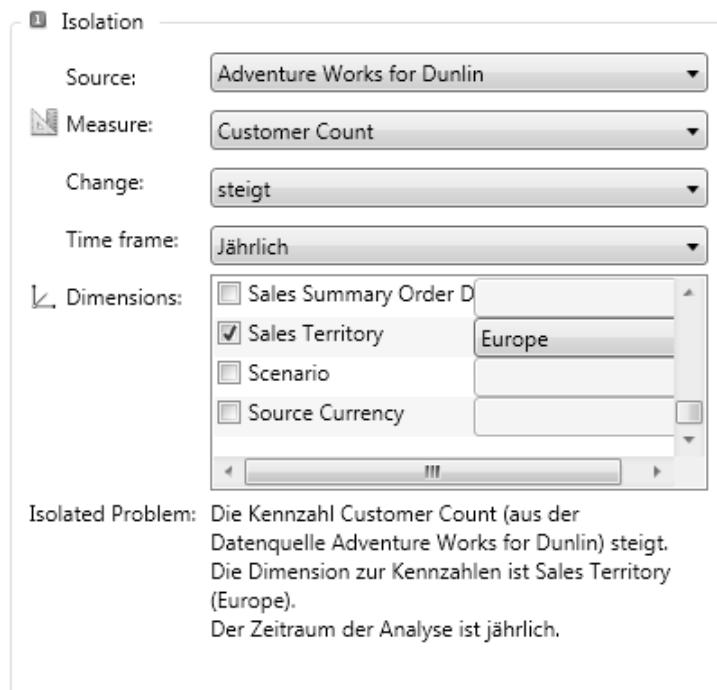 1 Isolation
Source: Adventure Works for Dunlin
Measure: Customer Count
Change: steigt
Time frame: Jährlich
Dimensions:
Sales Summary Order D
Sales Territory Europe
Scenario
Source Currency
Isolated Problem: Die Kennzahl Customer Count (aus der
Datenquelle Adventure Works for Dunlin) steigt.
Die Dimension zur Kennzahlen ist Sales Territory
(Europe).
Der Zeitraum der Analyse ist jährlich.